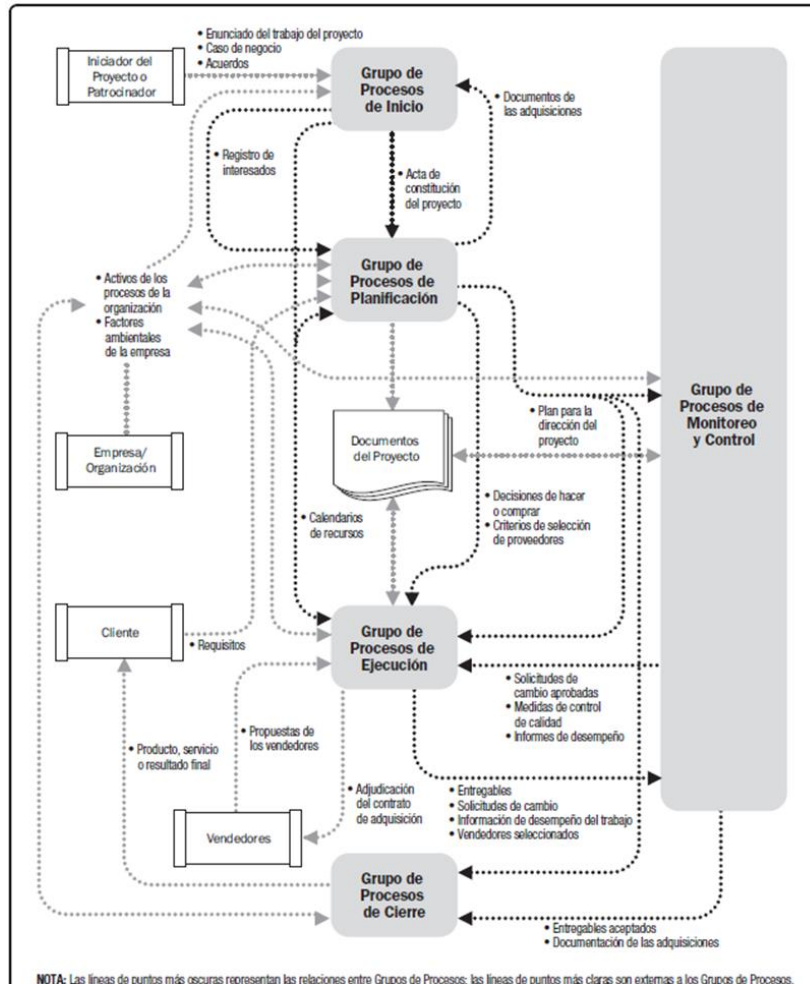 • Enunciado del trabajo del proyecto
• Caso de negocio
• Acuerdos
Iniciador del
Proyecto o
Patrocinador
Grupo de
Procesos
de Inicio
• Documentos de
las adquisiciones
• Registro de
interesados
• Acta de
constitución
del proyecto
Grupo de
Procesos de
Planificación
• Activos de los
procesos de la
organización
• Factores
ambientales
de la empresa
Grupo de
Procesos de
Monitoreo
y Control
• Plan para la
dirección del
proyecto
Empresa/
Organización
Documentos
del Proyecto
• Calendarios
de recursos
• Decisiones de hacer
o comprar
• Criterios de selección
de proveedores
Cliente
• Requisitos
Grupo de
Procesos de
Ejecución
• Solicitudes de
cambio aprobadas
• Medidas de control
de calidad
• Informes de desempeño
• Producto, servicio
o resultado final
• Propuestas de
los vendedores
• Adjudicación
del contrato
de adquisición
• Entregables
• Solicitudes de cambio
• Información de desempeño del trabajo
• Vendedores seleccionados
Vendedores
Grupo de
Procesos
de Cierre
• Entregables aceptados
• Documentación de las adquisiciones
NOTA: Las líneas de puntos más oscuras representan las relaciones entre Grupos de Procesos; las líneas de puntos más claras son externas a los Grupos de Procesos.